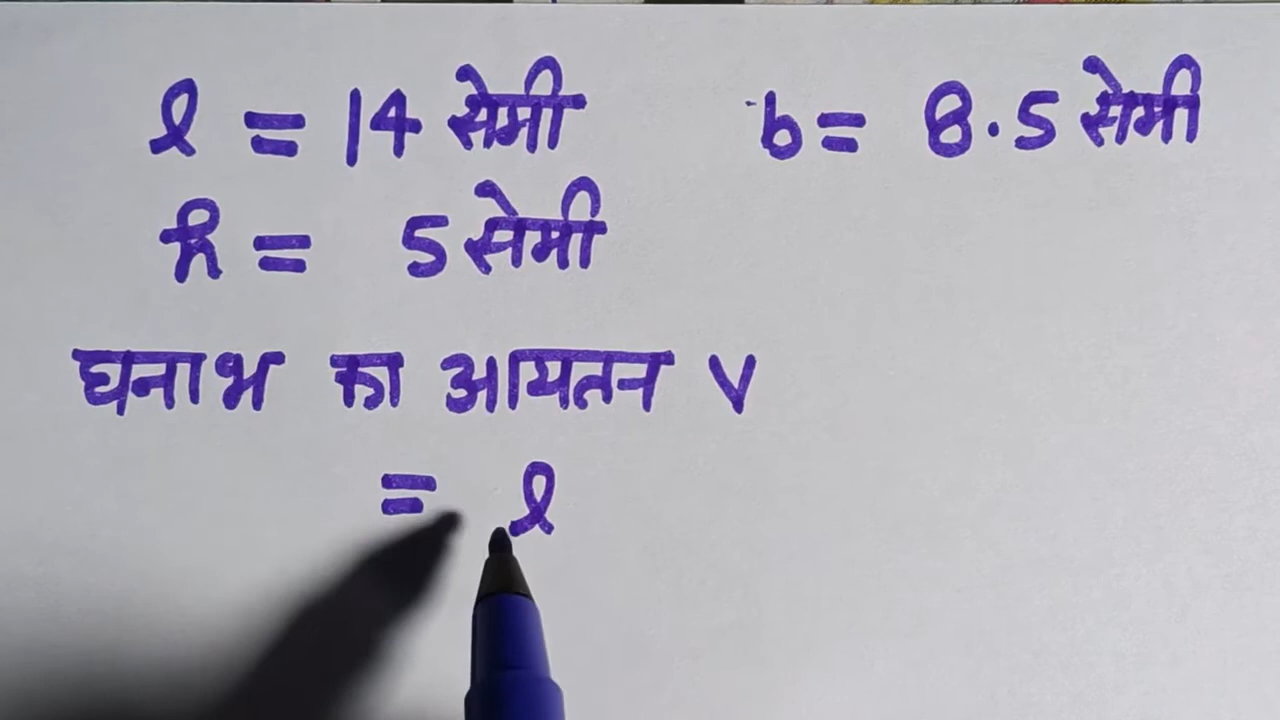 l = 14 सेमी b = 8.5 सेमी
h = 5 सेमी
घनाभ का आयतन V
= l